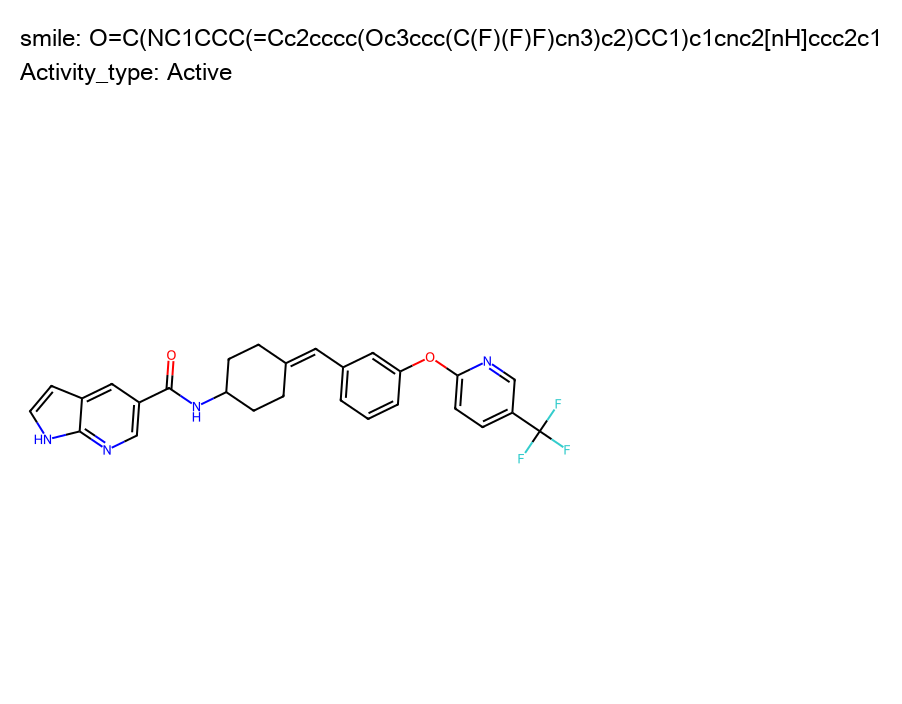 smile: O=C(NC1CCC(=Cc2cccc(Oc3ccc(C(F)(F)F)cn3)c2)CC1)c1cnc2[nH]ccc2c1
Activity_type: Active
O
N
H
HN
N
O
N
F
F
F